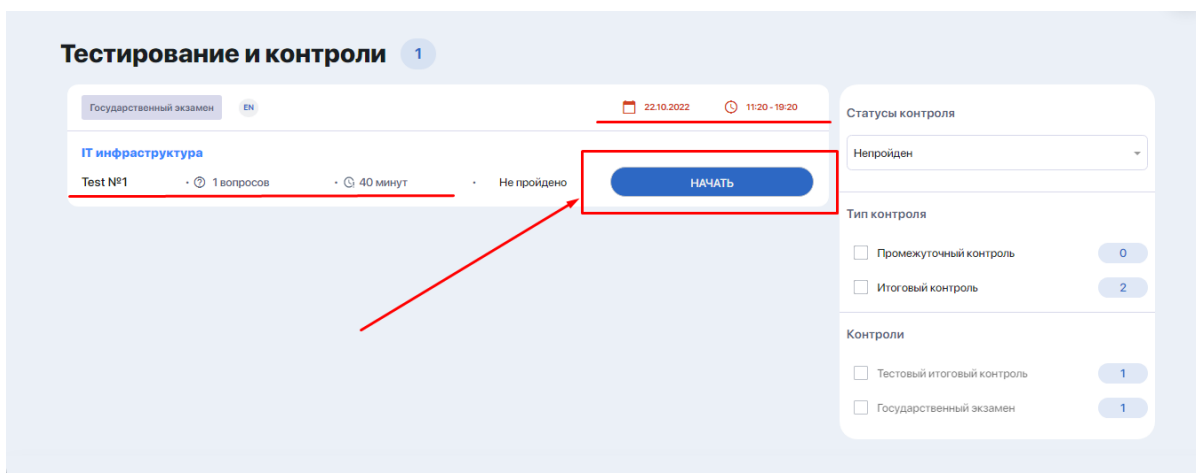 Тестирование и контроли 1
Государственный экзамен EN 22.10.2022 11:20 - 19:20
IT инфраструктура
Test №1 · 1 вопросов · 40 минут · Не пройдено НАЧАТЬ
Статусы контроля
Непройден
Тип контроля
Промежуточный контроль 0
Итоговый контроль 2
Контроли
Тестовый итоговый контроль 1
Государственный экзамен 1